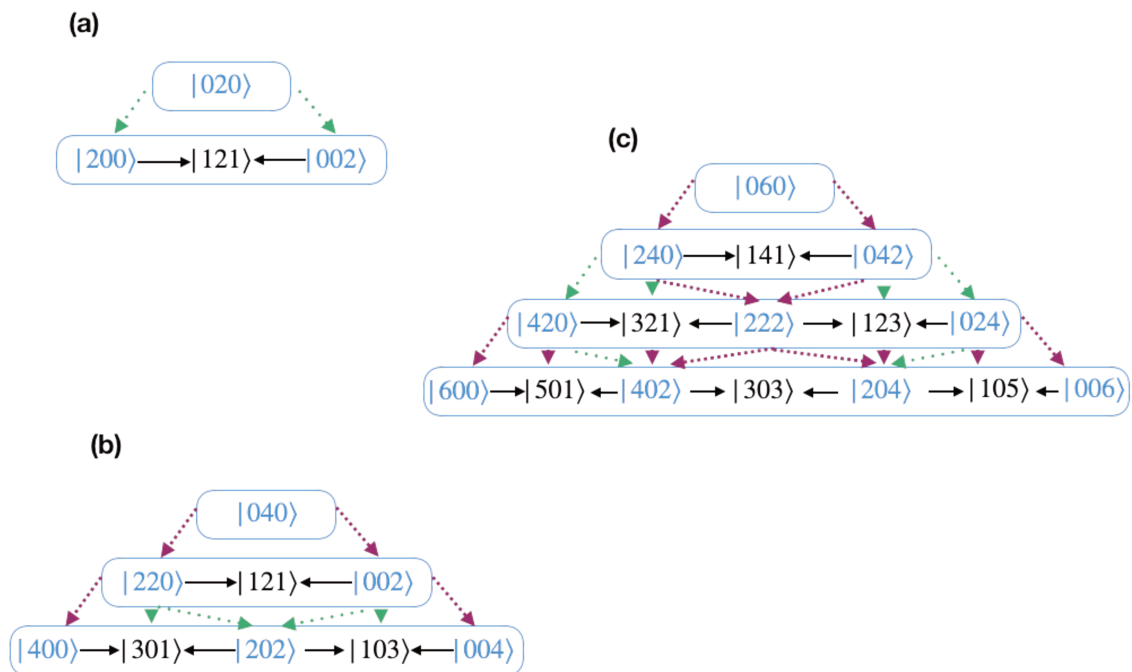 (a)
|020⟩
|200⟩ |121⟩ |002⟩
(c)
|060⟩
|240⟩ |141⟩ |042⟩
|420⟩ |321⟩ |222⟩ |123⟩ |024⟩
|600⟩ |501⟩ |402⟩ |303⟩ |204⟩ |105⟩ |006⟩
(b)
|040⟩
|220⟩ |121⟩ |002⟩
|400⟩ |301⟩ |202⟩ |103⟩ |004⟩